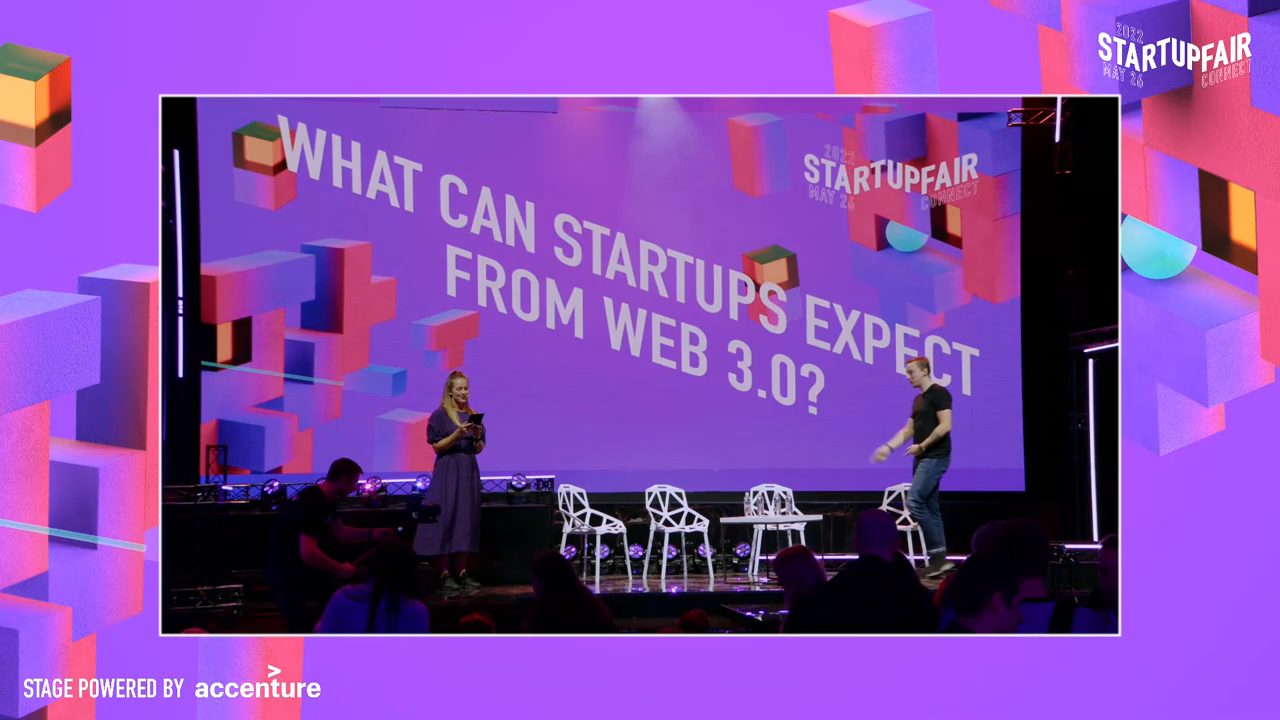 2022
STARTUPFAIR
MAY 26 CONNECT
WHAT CAN STARTUPS EXPECT
FROM WEB 3.0?
2022
STARTUPFAIR
MAY 26 CONNECT
STAGE POWERED BY accenture